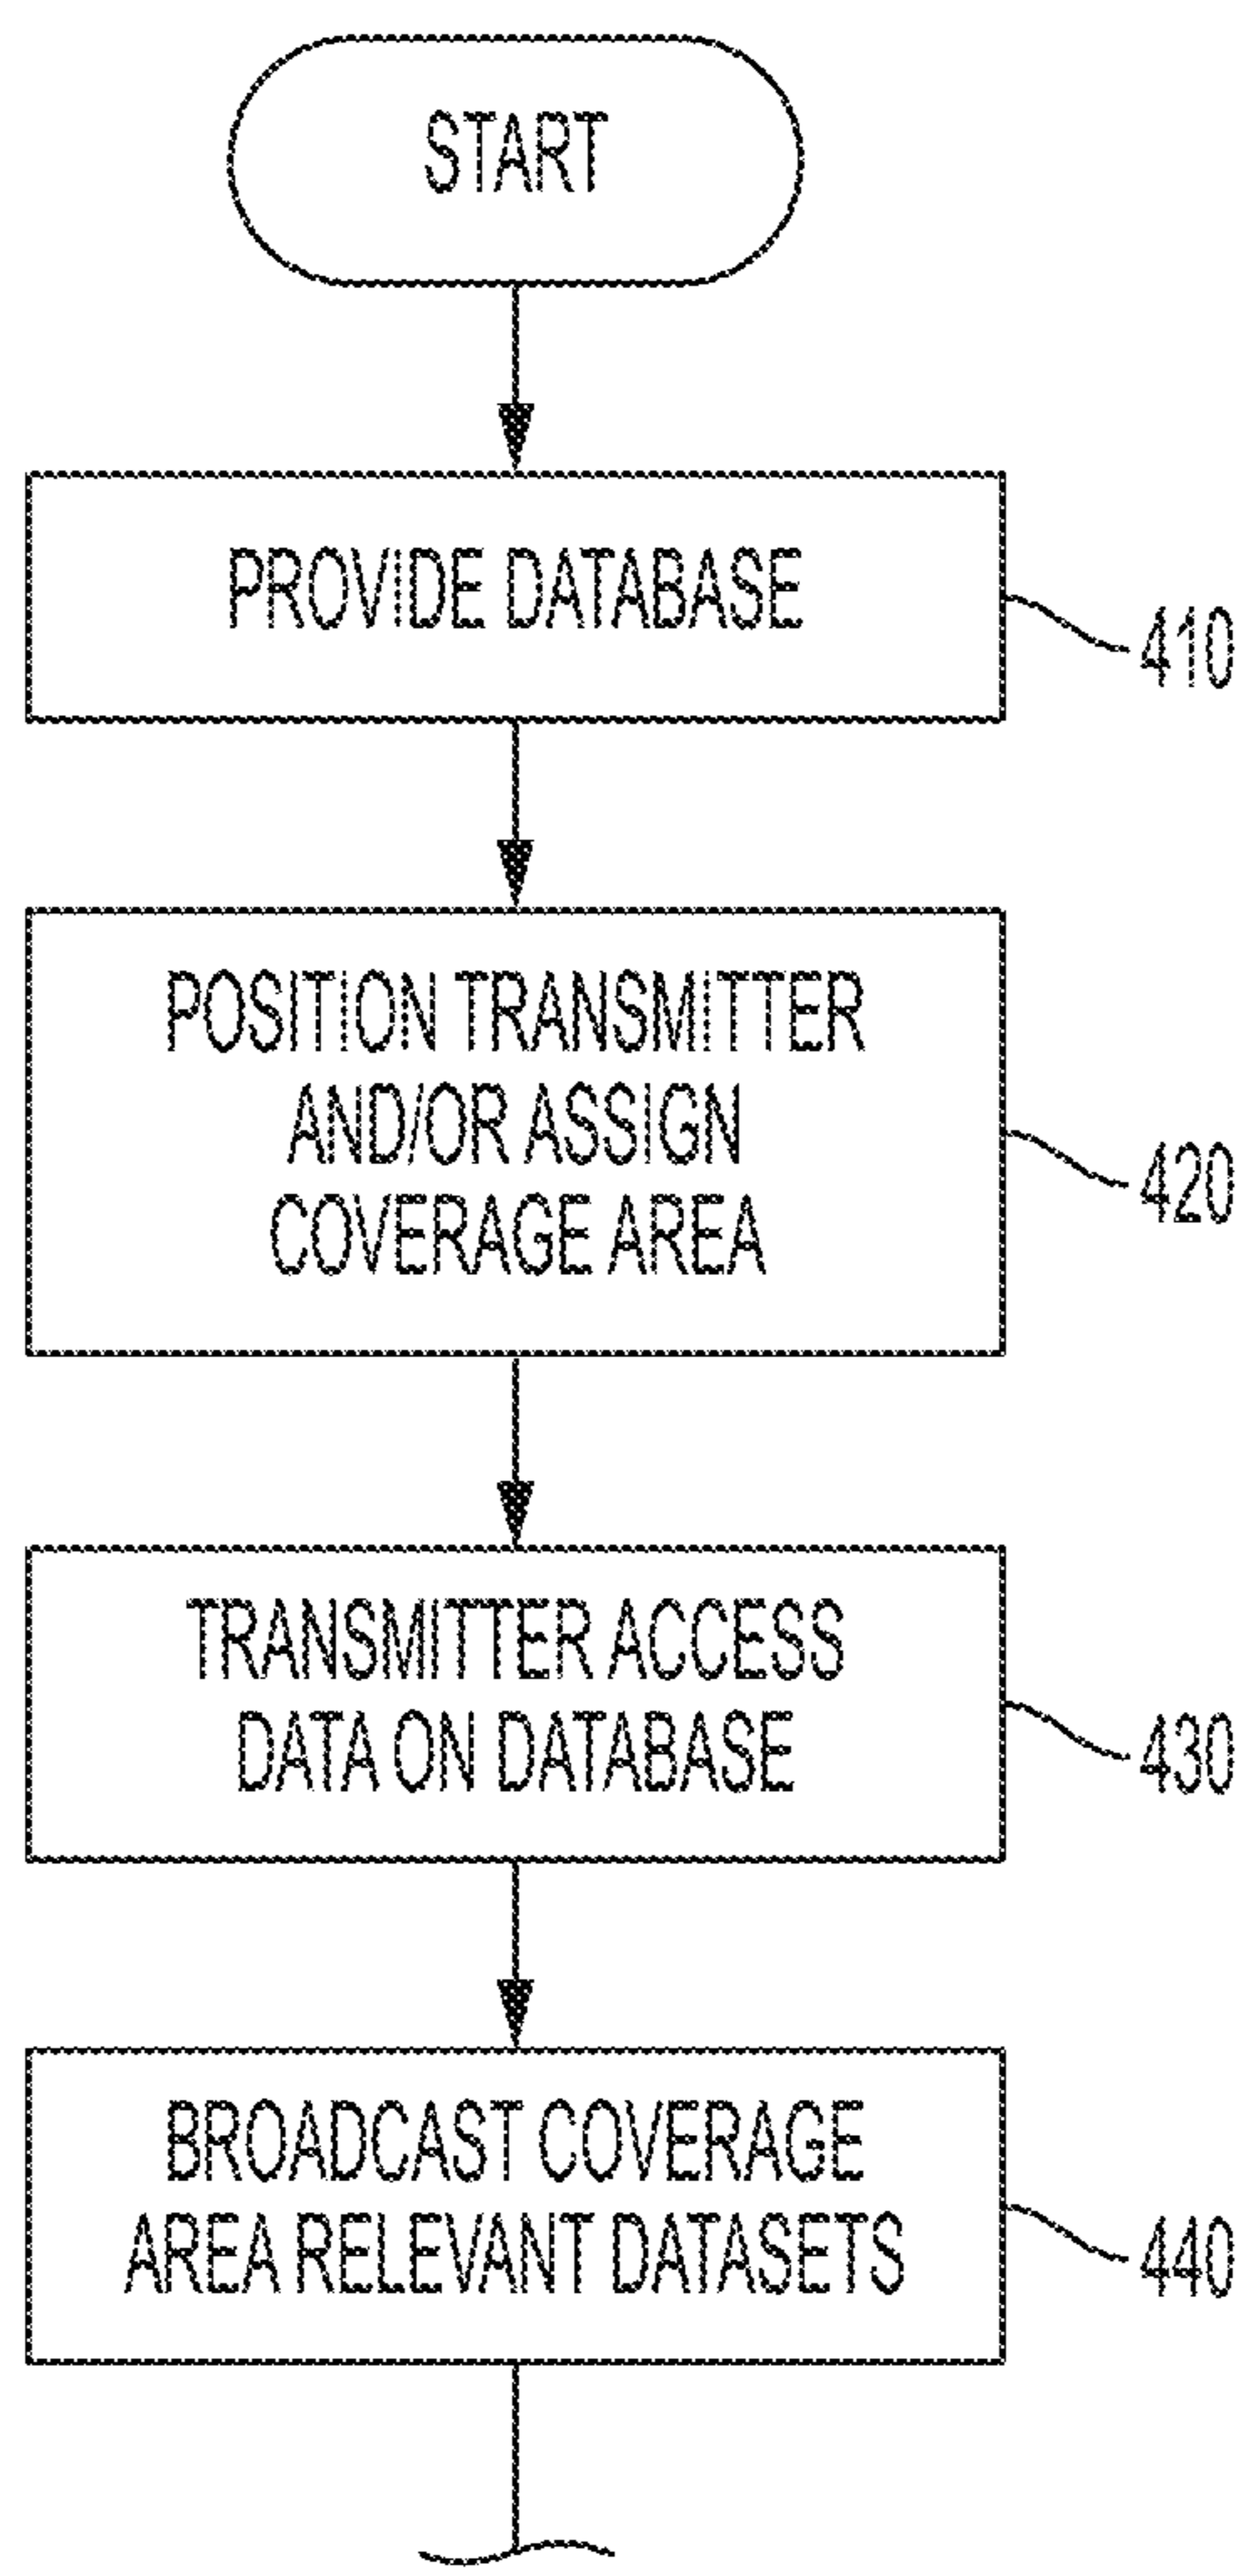 START
PROVIDE DATABASE
410
POSITION TRANSMITTER
AND/OR ASSIGN
COVERAGE AREA
420
TRANSMITTER ACCESS
DATA ON DATABASE
430
BROADCAST COVERAGE
AREA RELEVANT DATASETS
440